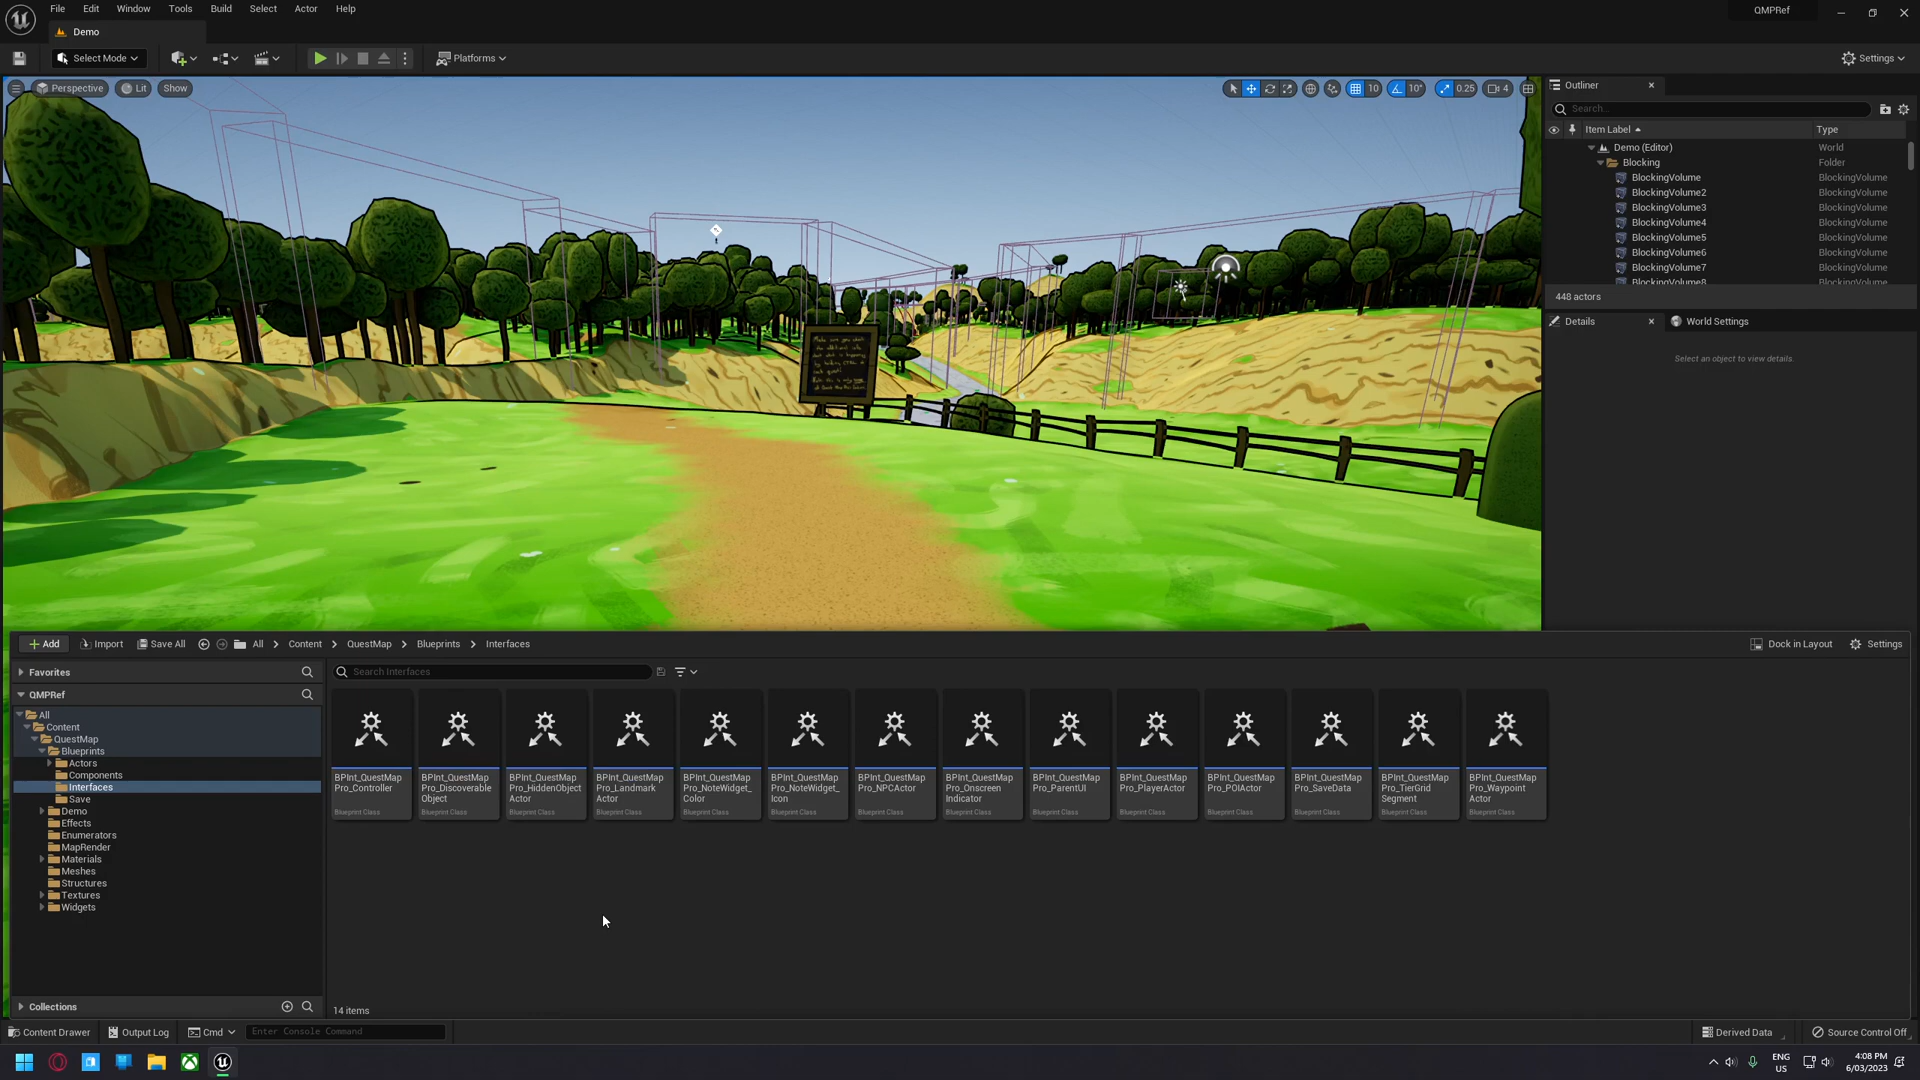 File Edit Window Tools Build Select Actor Help
QMPRef
Demo
Select Mode
Platforms
Settings
Perspective Lit Show
10 10° 0.25 4
Outliner
Search...
Item Label Type
Demo (Editor) World
Blocking Folder
BlockingVolume BlockingVolume
BlockingVolume2 BlockingVolume
BlockingVolume3 BlockingVolume
BlockingVolume4 BlockingVolume
BlockingVolume5 BlockingVolume
BlockingVolume6 BlockingVolume
BlockingVolume7 BlockingVolume
BlockingVolume8 BlockingVolume
448 actors
Details World Settings
Select an object to view details.
Add Import Save All All Content QuestMap Blueprints Interfaces
Dock in Layout Settings
Favorites
QMPRef
All
Content
QuestMap
Blueprints
Actors
Components
Interfaces
Save
Demo
Effects
Enumerators
MapRender
Materials
Meshes
Structures
Textures
Widgets
Collections
Search Interfaces
BPInt_QuestMap
Pro_Controller
Blueprint Class
BPInt_QuestMap
Pro_Discoverable
Object
Blueprint Class
BPInt_QuestMap
Pro_HiddenObject
Actor
Blueprint Class
BPInt_QuestMap
Pro_Landmark
Actor
Blueprint Class
BPInt_QuestMap
Pro_NoteWidget_
Color
Blueprint Class
BPInt_QuestMap
Pro_NoteWidget_
Icon
Blueprint Class
BPInt_QuestMap
Pro_NPCActor
Blueprint Class
BPInt_QuestMap
Pro_Onscreen
Indicator
Blueprint Class
BPInt_QuestMap
Pro_ParentUI
Blueprint Class
BPInt_QuestMap
Pro_PlayerActor
Blueprint Class
BPInt_QuestMap
Pro_POIActor
Blueprint Class
BPInt_QuestMap
Pro_SaveData
Blueprint Class
BPInt_QuestMap
Pro_TierGrid
Segment
Blueprint Class
BPInt_QuestMap
Pro_Waypoint
Actor
Blueprint Class
14 items
Content Drawer Output Log Cmd Enter Console Command
Derived Data Source Control Off
ENG
US
4:08 PM
6/03/2023